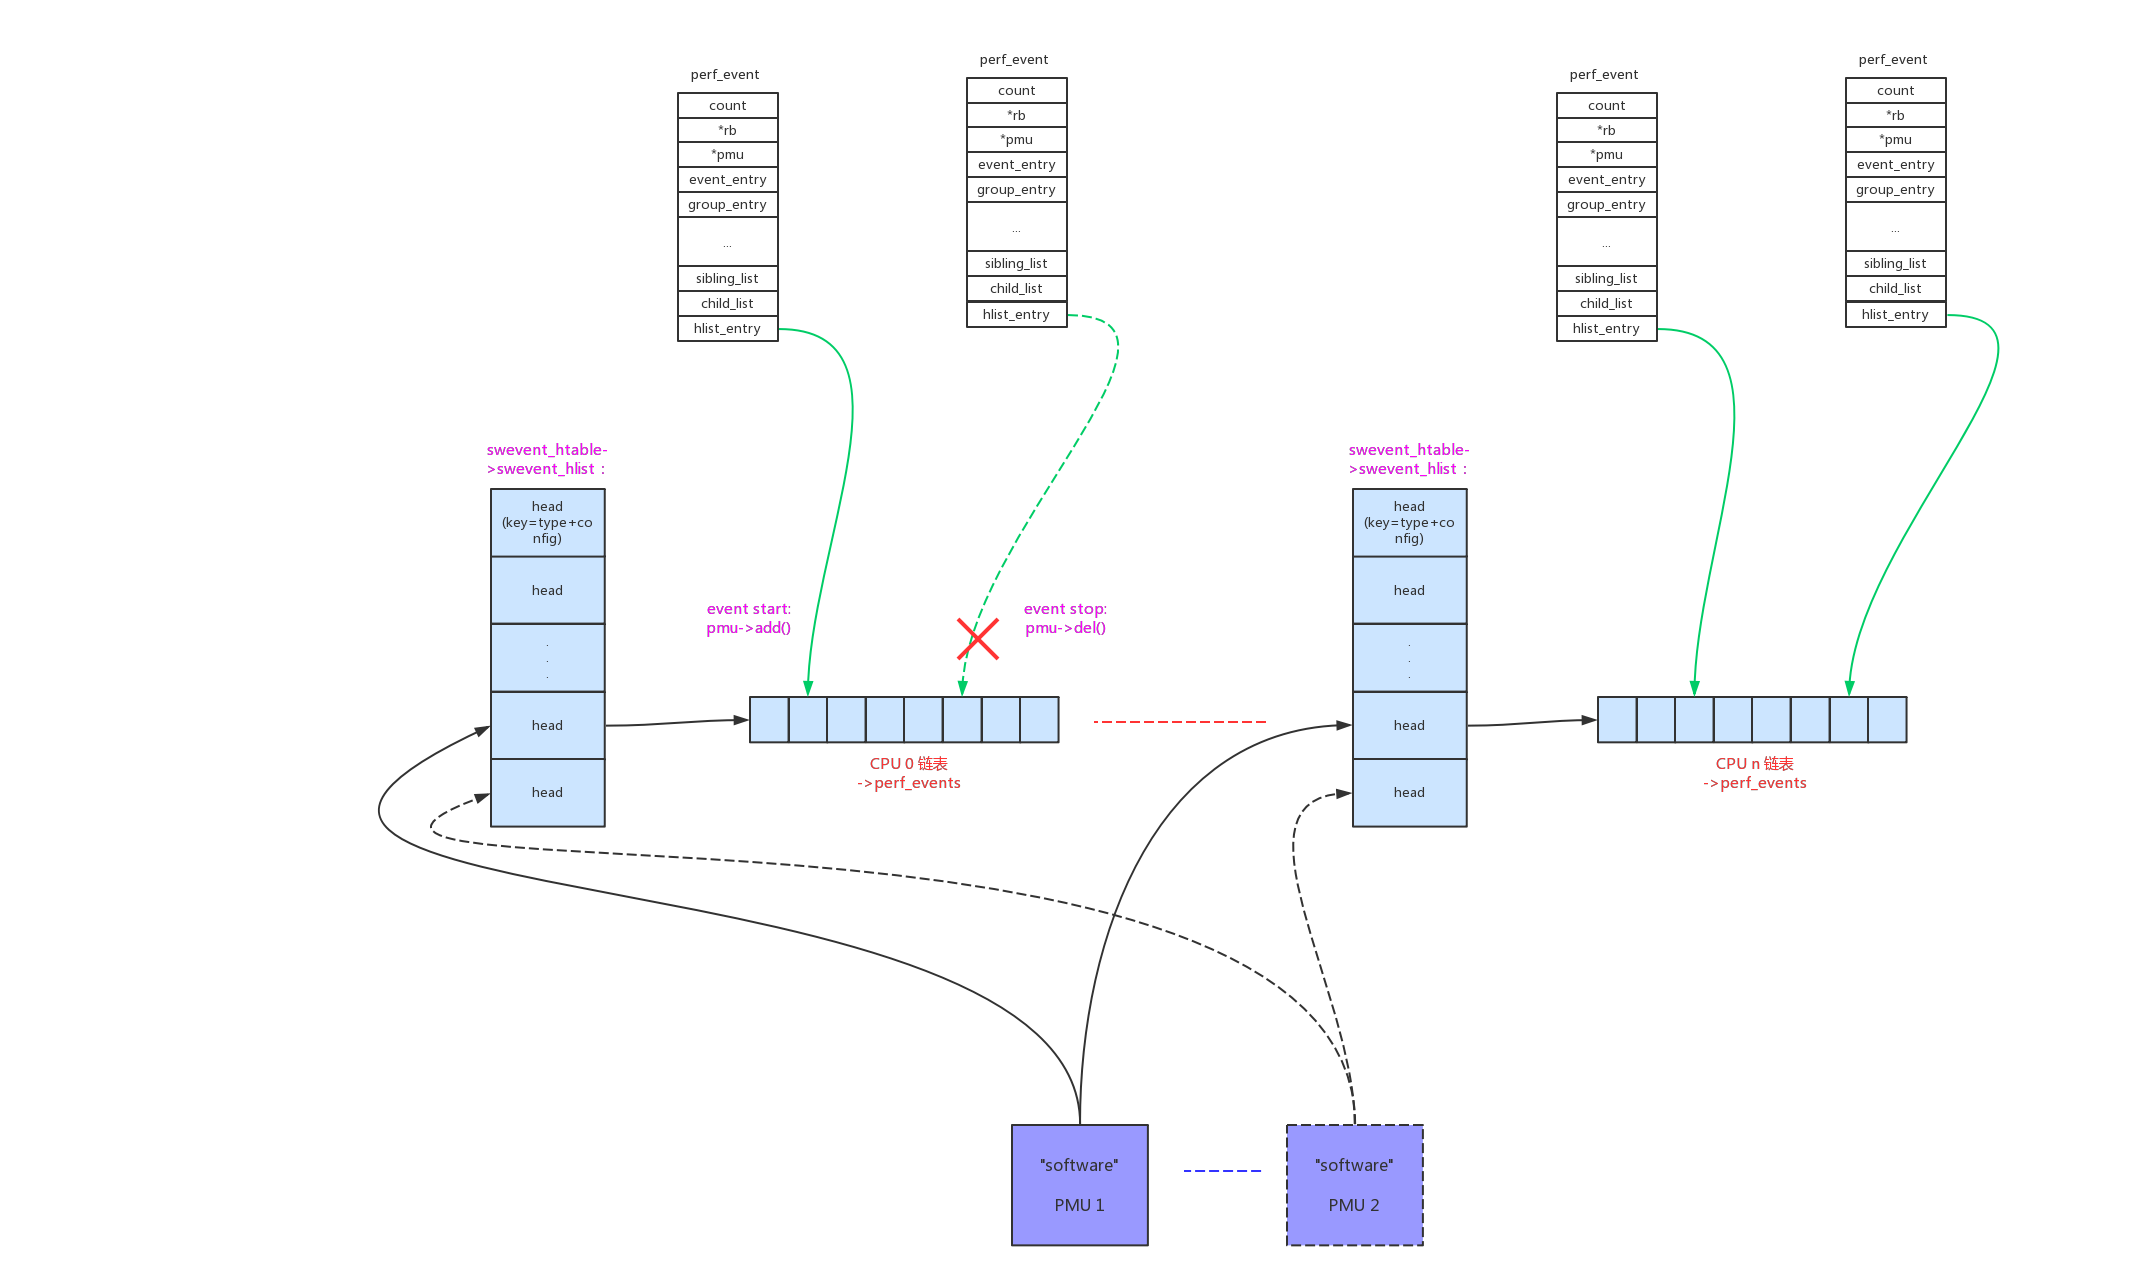 perf_event
count
*rb
*pmu
event_entry
group_entry
...
sibling_list
child_list
hlist_entry
perf_event
count
*rb
*pmu
event_entry
group_entry
...
sibling_list
child_list
hlist_entry
perf_event
count
*rb
*pmu
event_entry
group_entry
...
sibling_list
child_list
hlist_entry
perf_event
count
*rb
*pmu
event_entry
group_entry
...
sibling_list
child_list
hlist_entry
swevent_htable-
>swevent_hlist：
head
(key=type+co
nfig)
head
.
.
.
head
head
event start:
pmu->add()
event stop:
pmu->del()
CPU 0 链表
->perf_events
swevent_htable-
>swevent_hlist：
head
(key=type+co
nfig)
head
.
.
.
head
head
CPU n 链表
->perf_events
"software"
PMU 1
"software"
PMU 2